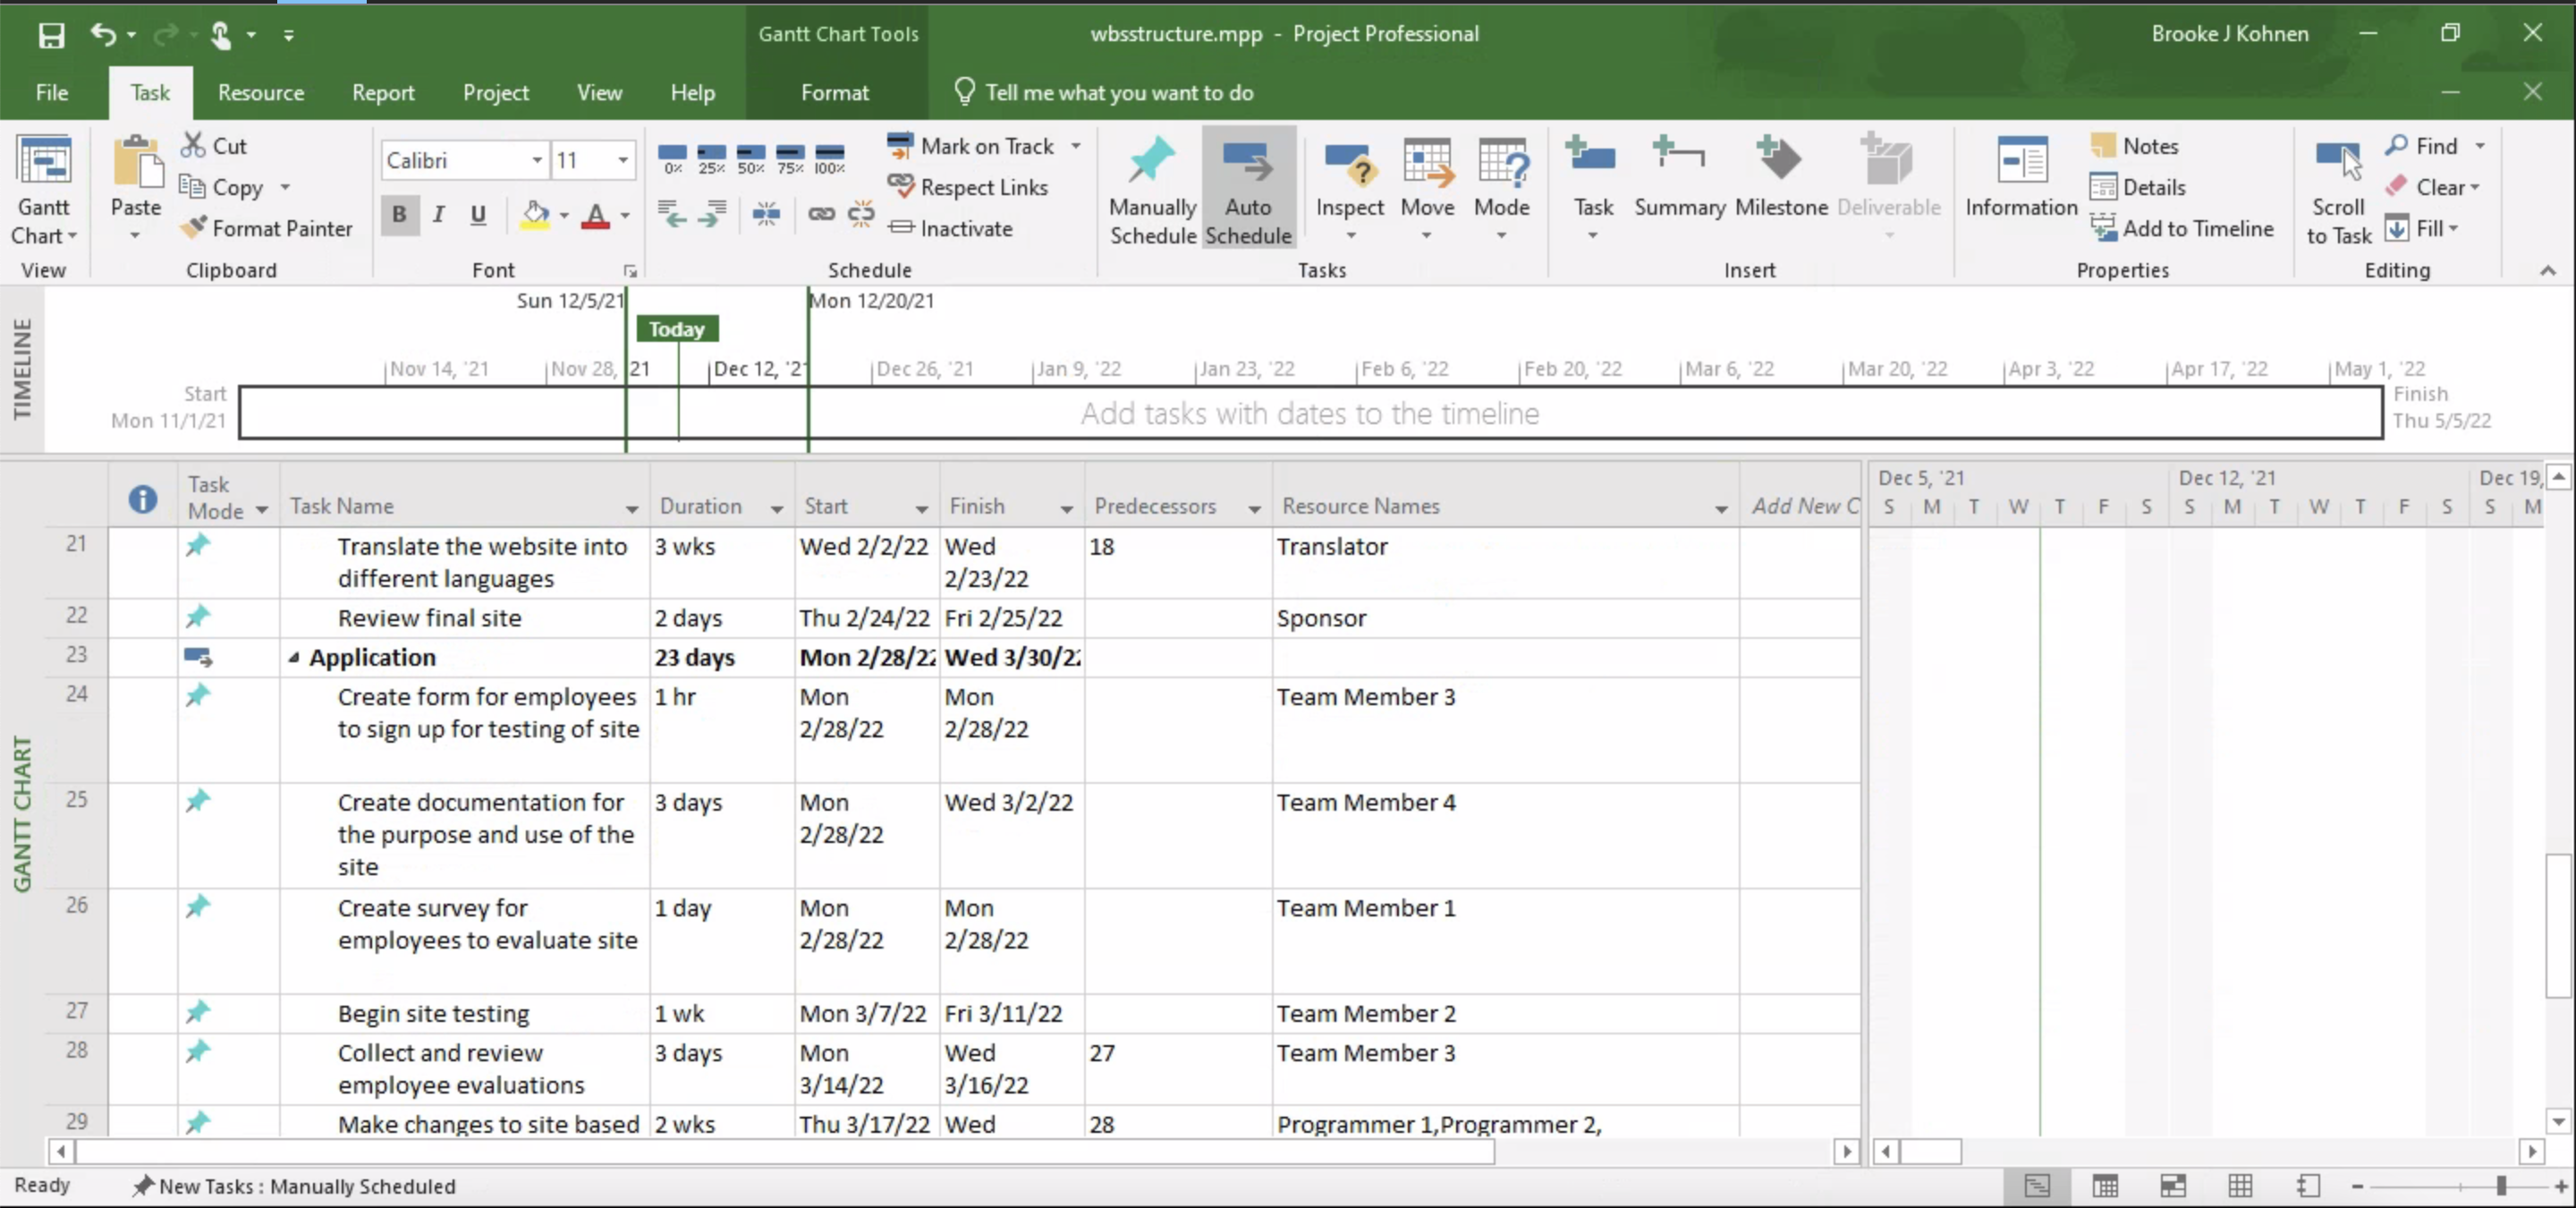 Gantt Chart Tools
wbsstructure.mpp - Project Professional
Brooke J Kohnen
File Task Resource Report Project View Help Format Tell me what you want to do
Gantt
Chart
View
Paste
Cut
Copy
Format Painter
Clipboard
Calibri 11
B I U A
Font
0% 25% 50% 75% 100%
Mark on Track
Respect Links
Inactivate
Schedule
Manually
Schedule
Auto
Schedule
Inspect
Move
Mode
Tasks
Task
Summary
Milestone
Deliverable
Insert
Information
Notes
Details
Add to Timeline
Properties
Scroll
to Task
Find
Clear
Fill
Editing
TIMELINE
Sun 12/5/21 Mon 12/20/21
Today
Nov 14, '21 Nov 28, 21 Dec 12, '21 Dec 26, '21 Jan 9, '22 Jan 23, '22 Feb 6, '22 Feb 20, '22 Mar 6, '22 Mar 20, '22 Apr 3, '22 Apr 17, '22 May 1, '22
Start
Mon 11/1/21
Add tasks with dates to the timeline
Finish
Thu 5/5/22
GANTT CHART
Task
Mode Task Name Duration Start Finish Predecessors Resource Names Add New C
Dec 5, '21 Dec 12, '21 Dec 19,
S M T W T F S S M T W T F S S M
21 Translate the website into 3 wks Wed 2/2/22 Wed 18 Translator
different languages 2/23/22
22 Review final site 2 days Thu 2/24/22 Fri 2/25/22 Sponsor
23 Application 23 days Mon 2/28/22 Wed 3/30/22
24 Create form for employees 1 hr Mon Mon Team Member 3
to sign up for testing of site 2/28/22 2/28/22
25 Create documentation for 3 days Mon Wed 3/2/22 Team Member 4
the purpose and use of the 2/28/22
site
26 Create survey for 1 day Mon Mon Team Member 1
employees to evaluate site 2/28/22 2/28/22
27 Begin site testing 1 wk Mon 3/7/22 Fri 3/11/22 Team Member 2
28 Collect and review 3 days Mon Wed 27 Team Member 3
employee evaluations 3/14/22 3/16/22
29 Make changes to site based 2 wks Thu 3/17/22 Wed 28 Programmer 1,Programmer 2,
Ready New Tasks : Manually Scheduled